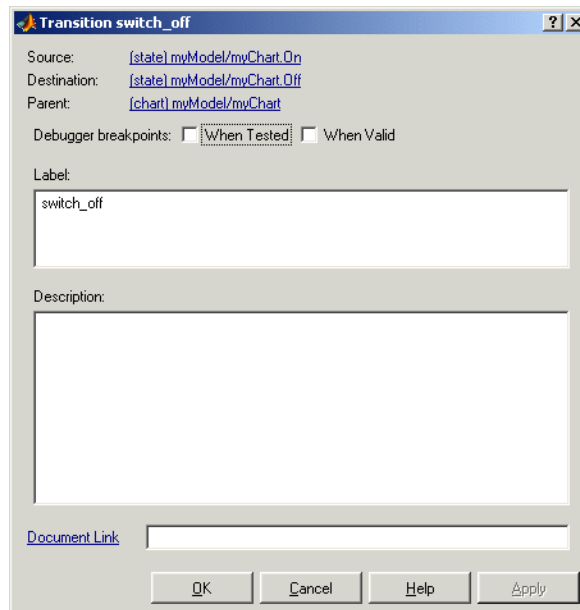 Transition switch_off
Source: (state) myModel/myChart.On
Destination: (state) myModel/myChart.Off
Parent: (chart) myModel/myChart
Debugger breakpoints: When Tested When Valid
Label:
switch_off
Description:
Document Link
OK Cancel Help Apply